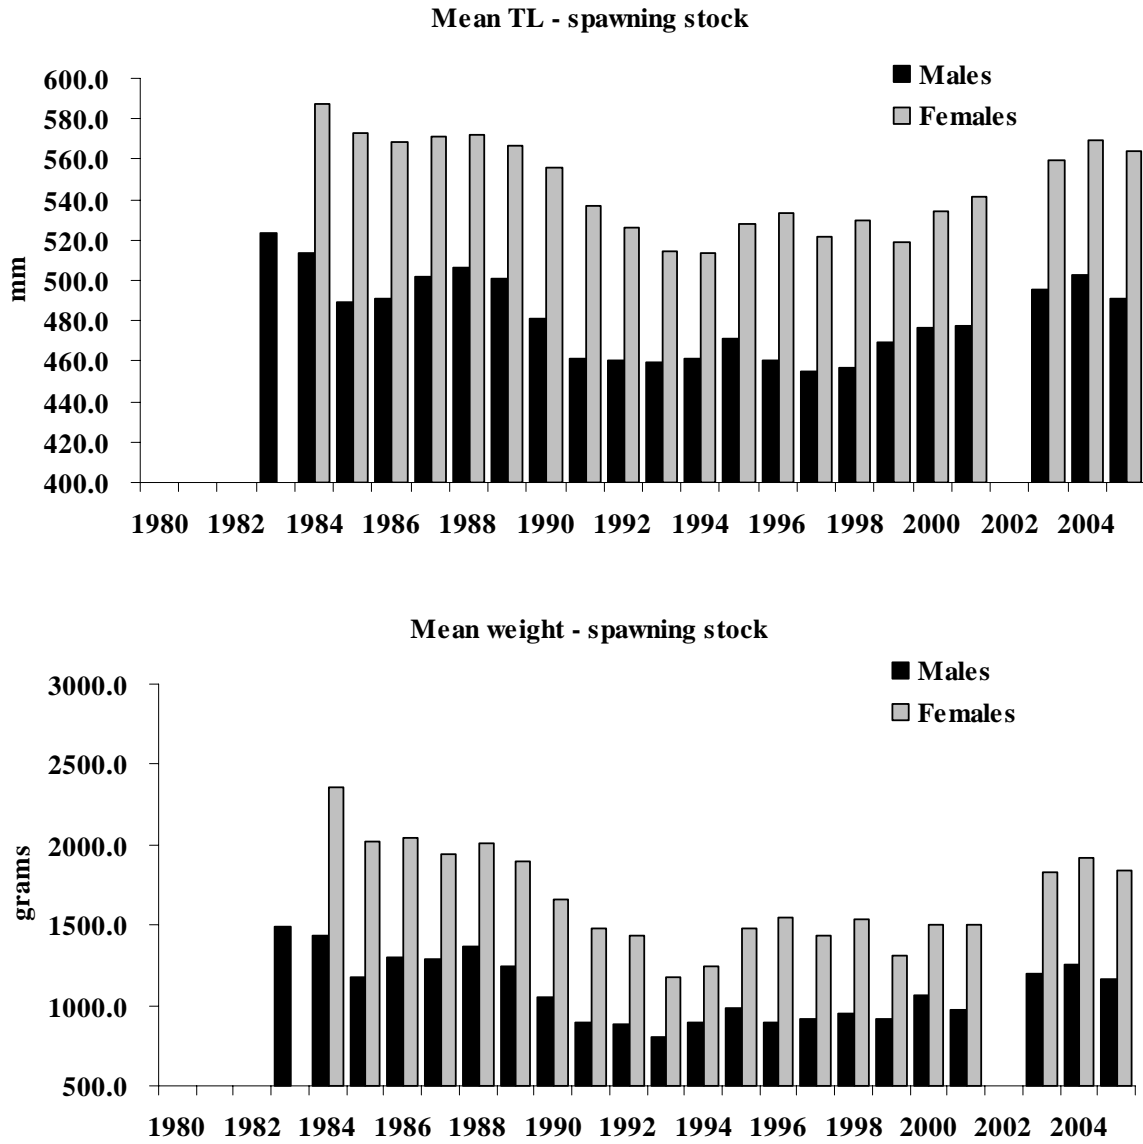 Mean TL - spawning stock
Males
Females
600.0
580.0
560.0
540.0
520.0
500.0
480.0
460.0
440.0
420.0
400.0
mm
1980 1982 1984 1986 1988 1990 1992 1994 1996 1998 2000 2002 2004
Mean weight - spawning stock
Males
Females
3000.0
2500.0
2000.0
1500.0
1000.0
500.0
grams
1980 1982 1984 1986 1988 1990 1992 1994 1996 1998 2000 2002 2004